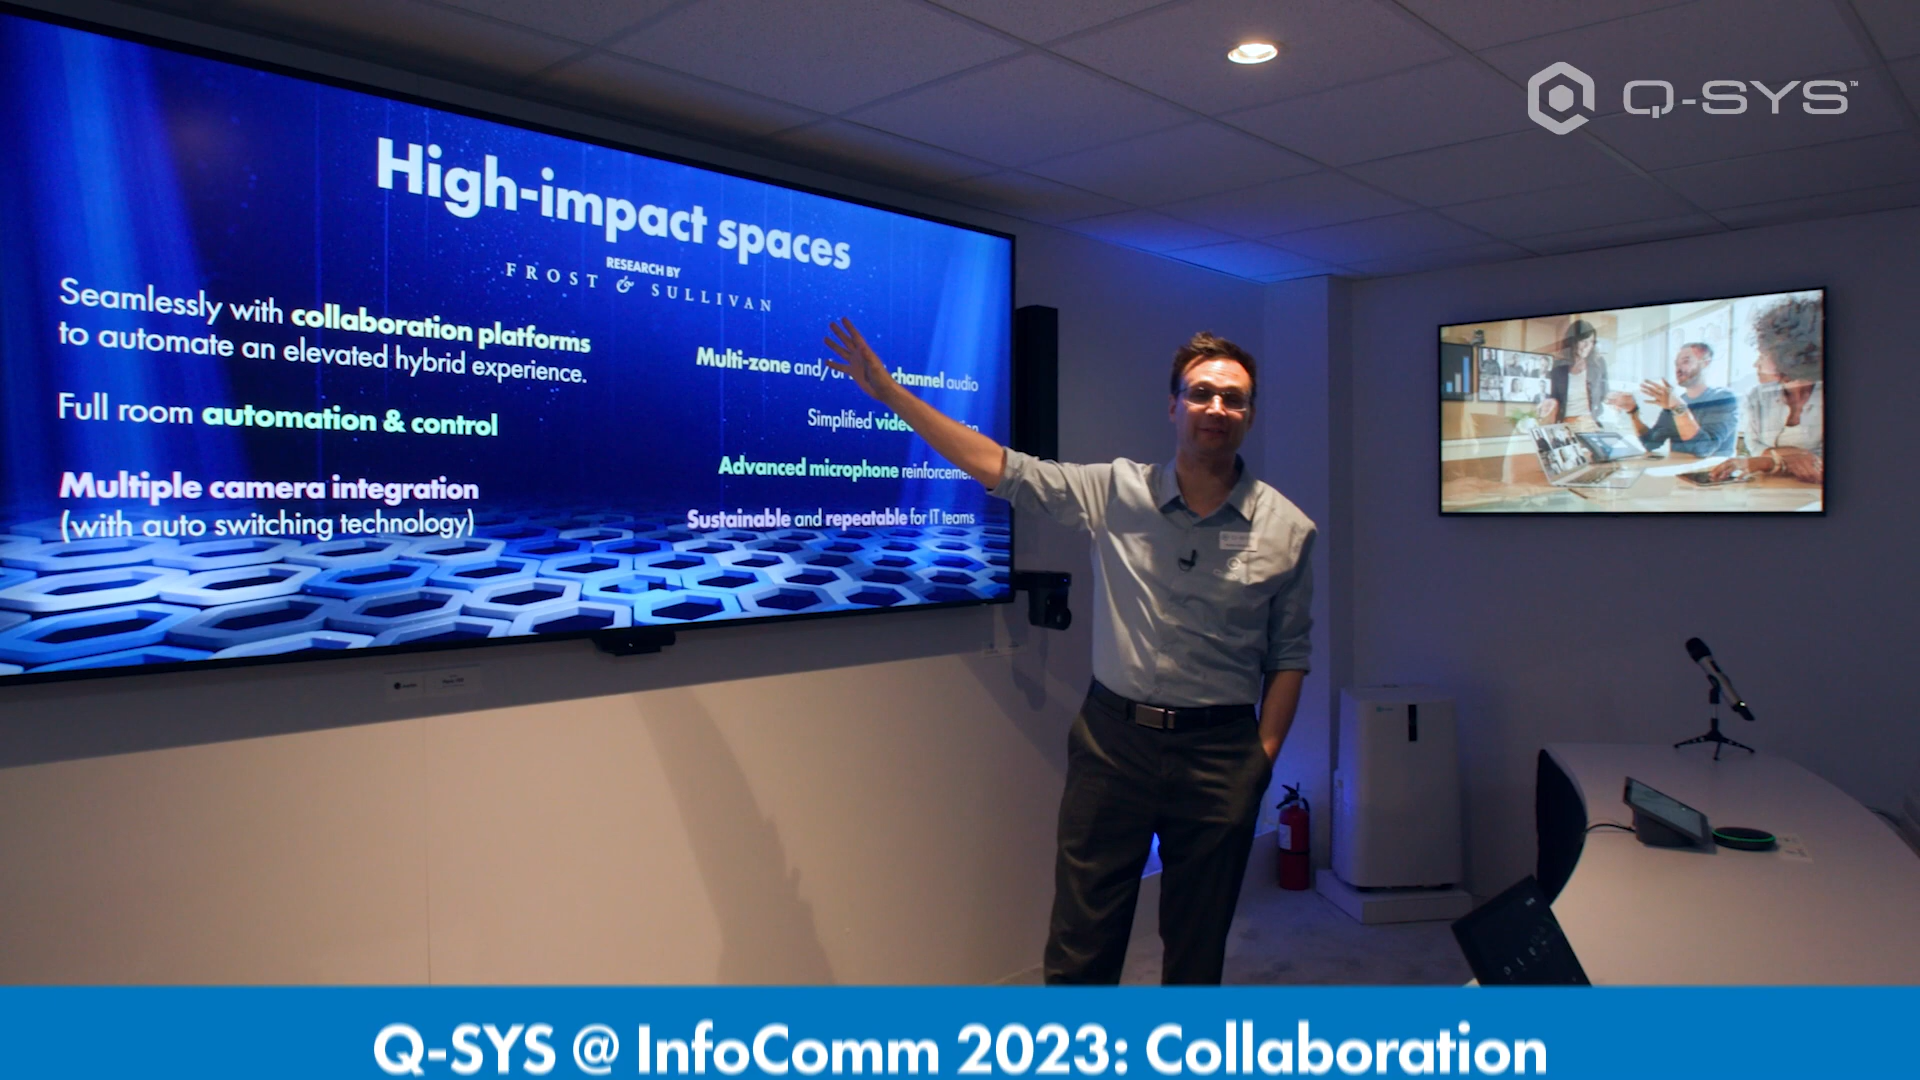 Q-SYS™
High-impact spaces
RESEARCH BY
FROST & SULLIVAN
Seamlessly with collaboration platforms
to automate an elevated hybrid experience.
Full room automation & control
Multiple camera integration
(with auto switching technology)
Multi-zone and/or channel audio
Simplified
Advanced microphone
Sustainable and repeatable for IT teams
Q-SYS @ InfoComm 2023: Collaboration